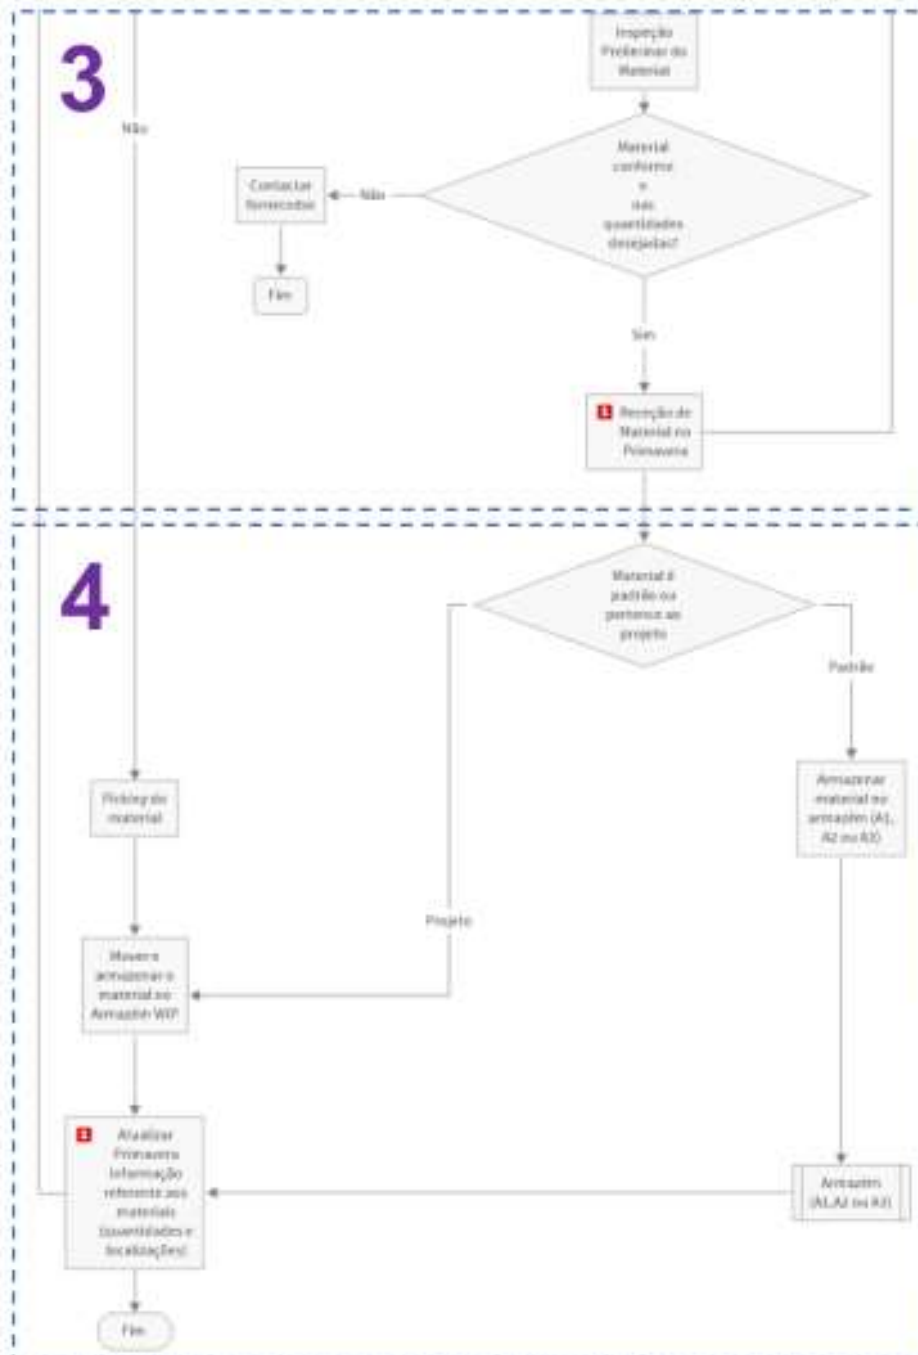 3
Inspeção
Preliminar do
Material
Não
Material
conforme
e
nas
quantidades
desejadas?
Contactar
fornecedor
Não
Fim
Sim
Receção de
Material no
Primavera
4
Material é
padrão ou
pertence ao
projeto
Padrão
Picking do
material
Armazenar
material no
armazém (A1,
A2 ou A3)
Projeto
Mover e
armazenar o
material no
Armazém WIP
Atualizar
Primavera
Informação
referente aos
materiais
(quantidades e
localizações)
Armazém
(A1,A2 ou A3)
Fim